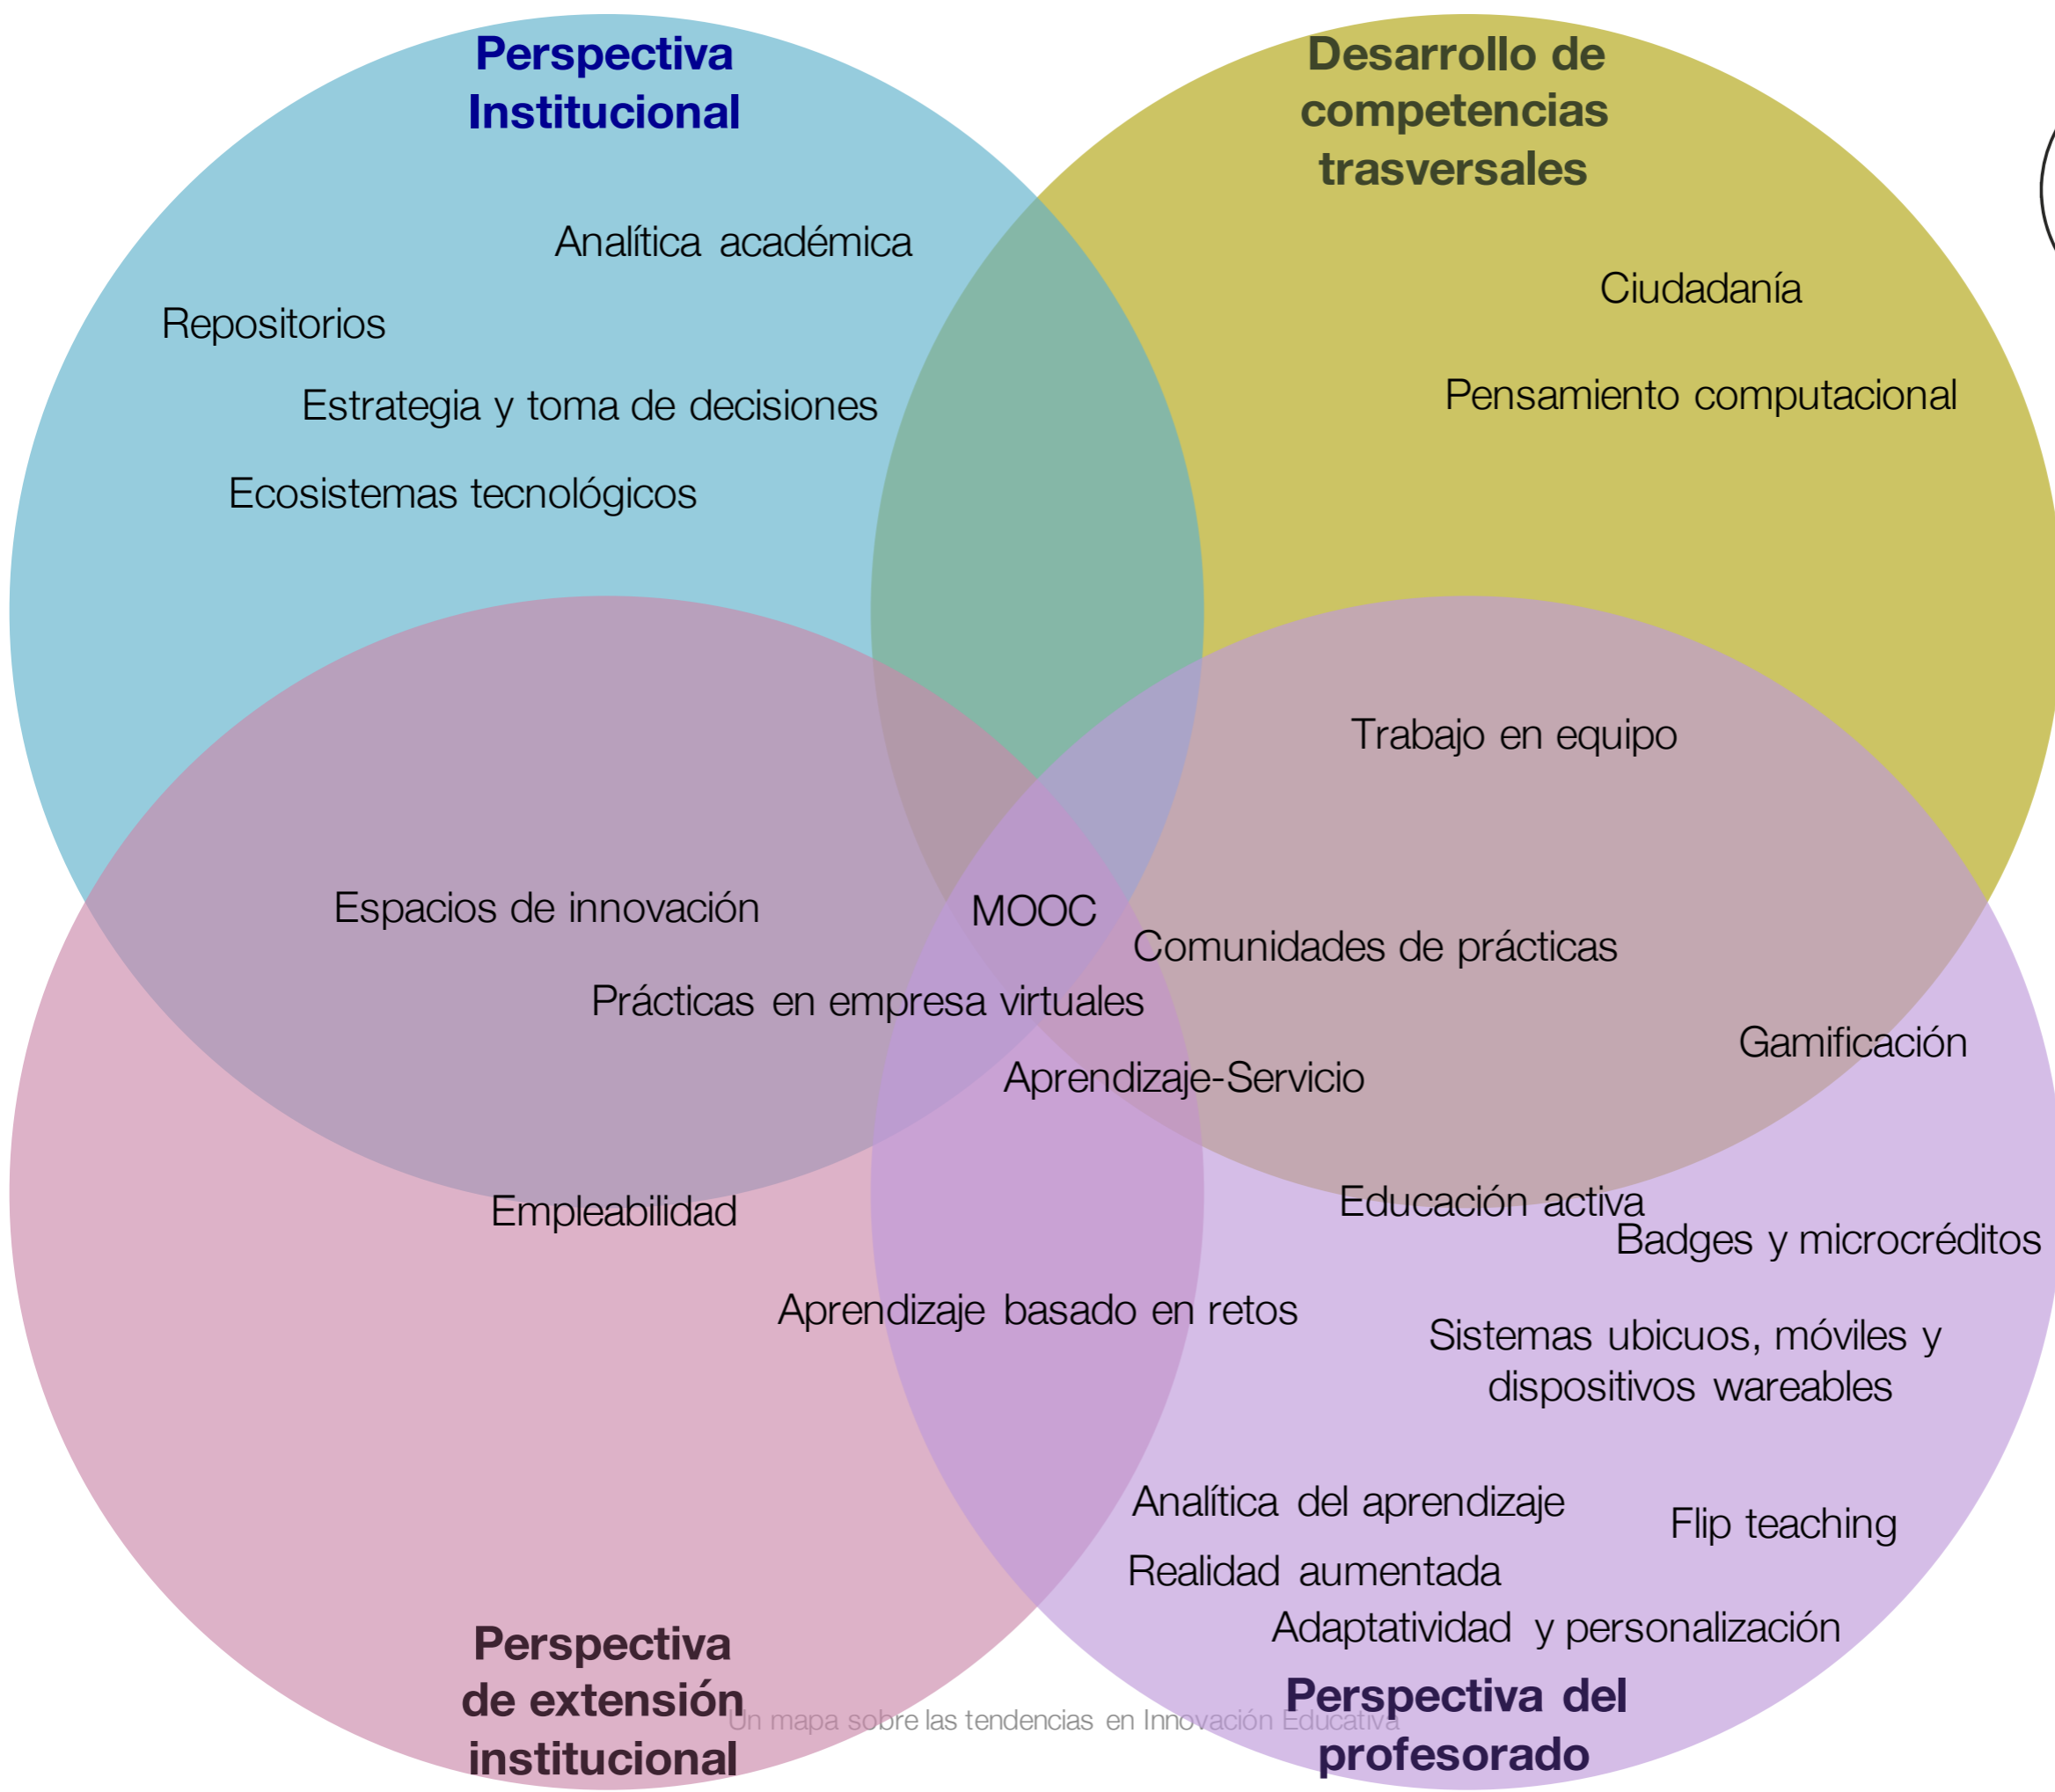 Perspectiva
Institucional
Desarrollo de
competencias
trasversales
Analítica académica
Ciudadanía
Repositorios
Pensamiento computacional
Estrategia y toma de decisiones
Ecosistemas tecnológicos
Trabajo en equipo
Espacios de innovación
MOOC
Comunidades de prácticas
Prácticas en empresa virtuales
Gamificación
Aprendizaje-Servicio
Educación activa
Empleabilidad
Badges y microcréditos
Aprendizaje basado en retos
Sistemas ubicuos, móviles y
dispositivos wareables
Analítica del aprendizaje
Flip teaching
Realidad aumentada
Adaptatividad y personalización
Perspectiva
de extensión
institucional
Perspectiva del
profesorado
Un mapa sobre las tendencias en Innovación Educativa